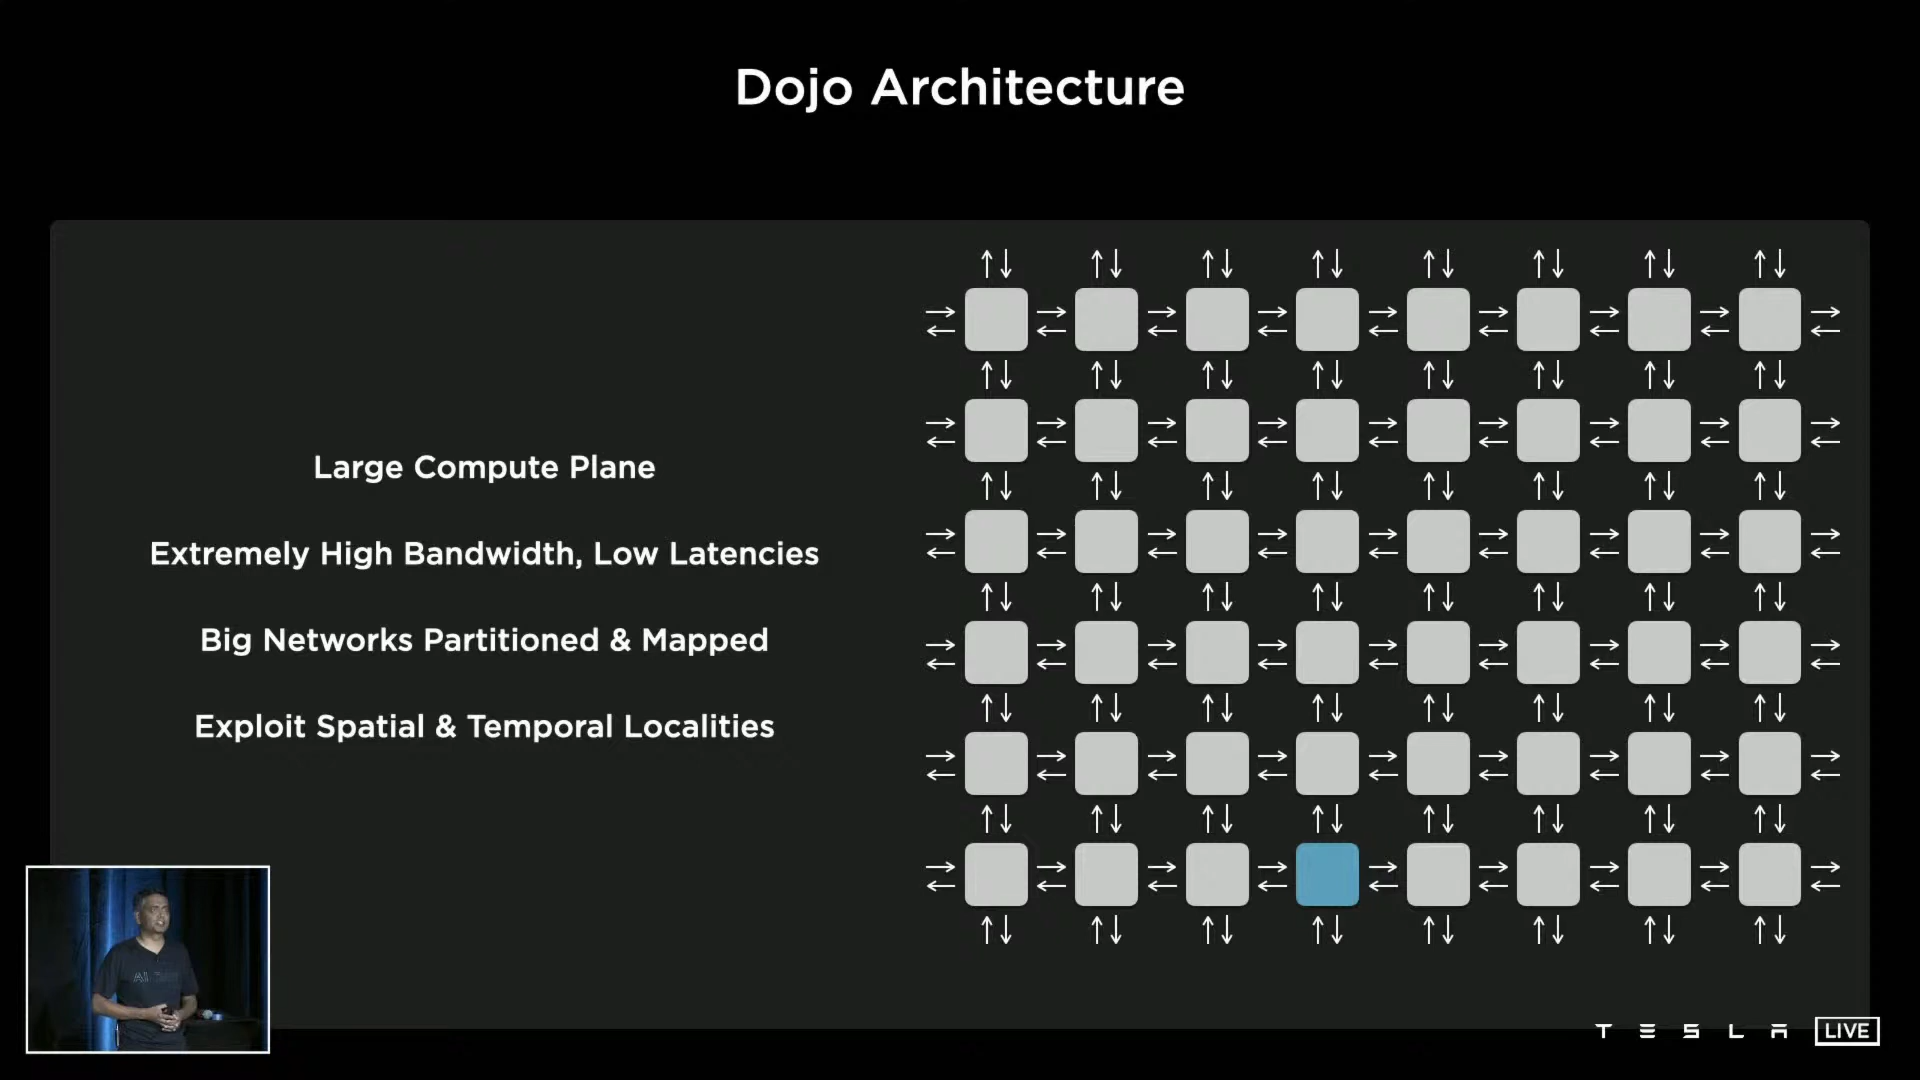 Dojo Architecture
Large Compute Plane
Extremely High Bandwidth, Low Latencies
Big Networks Partitioned & Mapped
Exploit Spatial & Temporal Localities
AI
TESLA LIVE